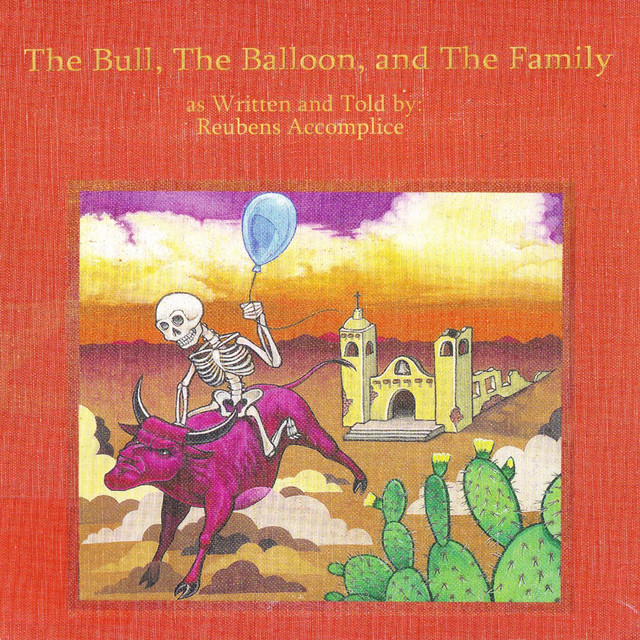 The Bull, The Balloon, and The Family
as Written and Told by:
Reubens Accomplice